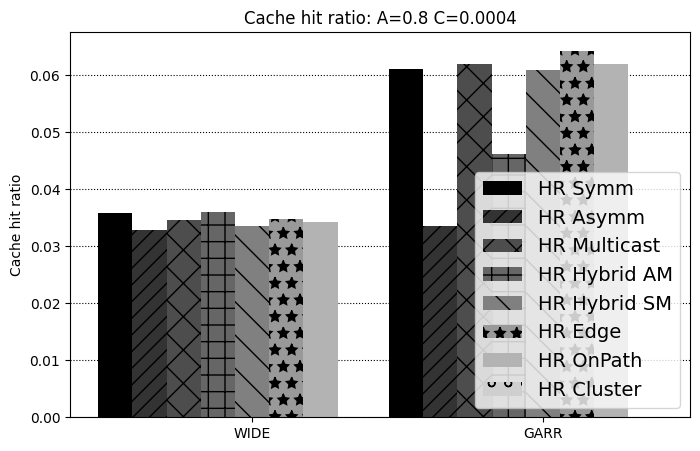 Cache hit ratio: A=0.8 C=0.0004
Cache hit ratio
0.06
0.05
0.04
0.03
0.02
0.01
0.00
WIDE
GARR
HR Symm
HR Asymm
HR Multicast
HR Hybrid AM
HR Hybrid SM
HR Edge
HR OnPath
HR Cluster